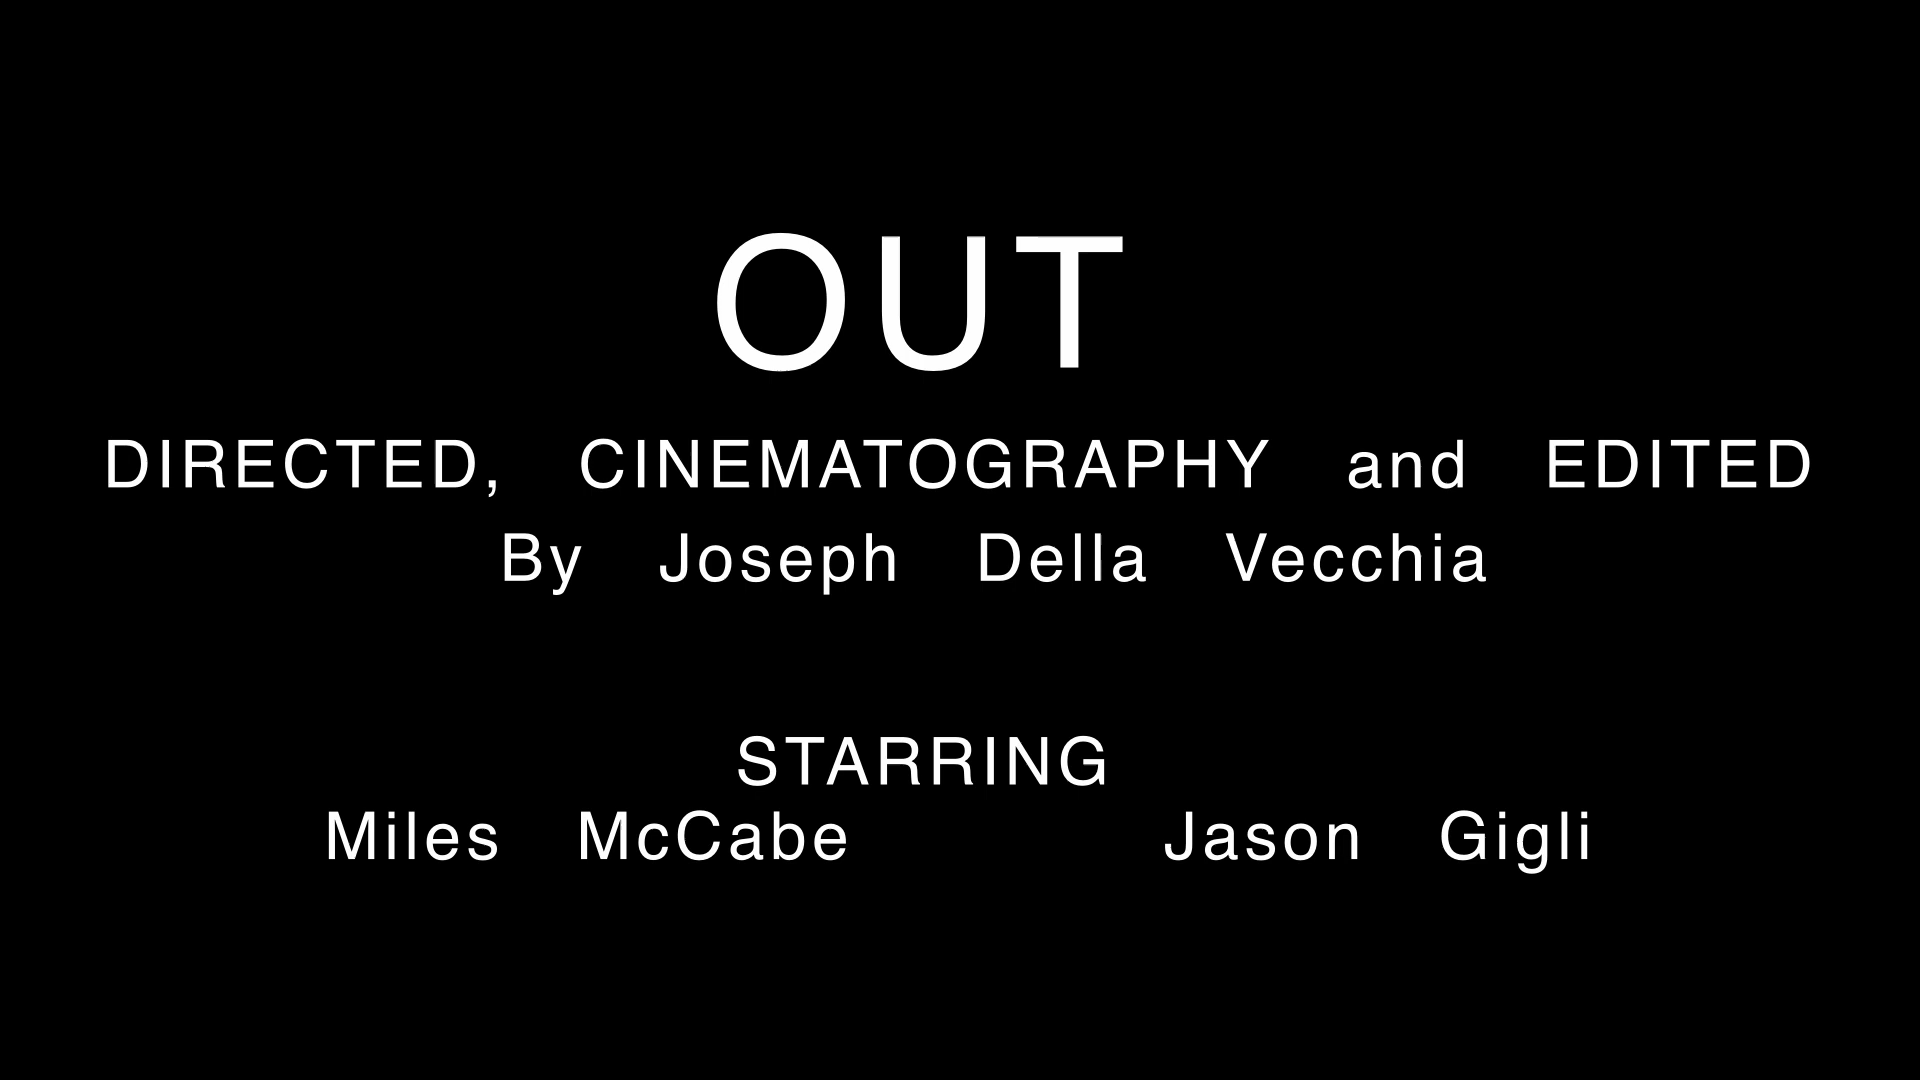 OUT
DIRECTED, CINEMATOGRAPHY and EDITED
By Joseph Della Vecchia
STARRING
Miles McCabe Jason Gigli